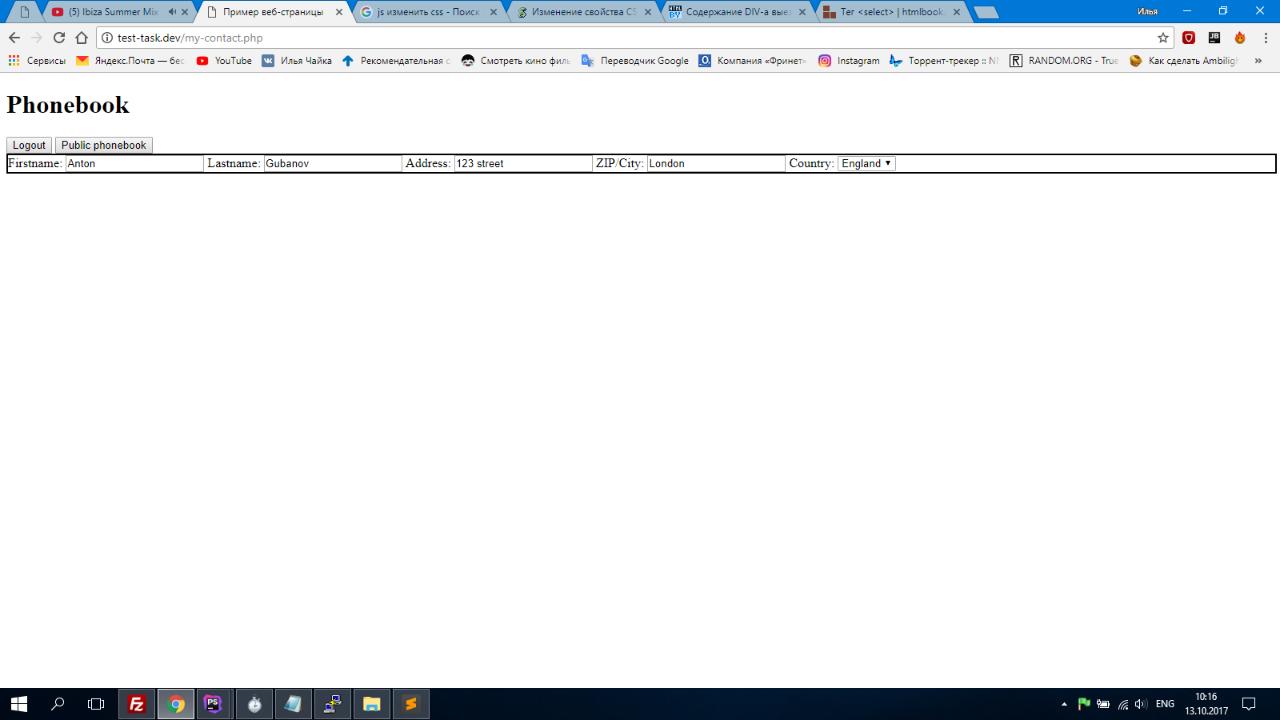 (5) Ibiza Summer Mix
Пример веб-страницы
js изменить css - Поиск
Изменение свойства CS
Содержание DIV-а выез
Тег <select> | htmlbook.
Илья
test-task.dev/my-contact.php
Сервисы
Яндекс.Почта — бес
YouTube
Илья Чайка
Рекомендательная с
Смотреть кино фил
Переводчик Google
Компания «Фринет»
Instagram
Торрент-трекер ::
RANDOM.ORG - True
Как сделать Ambilig
»
Phonebook
Logout Public phonebook
Firstname: Anton Lastname: Gubanov Address: 123 street ZIP/City: London Country: England
ENG
10:16
13.10.2017